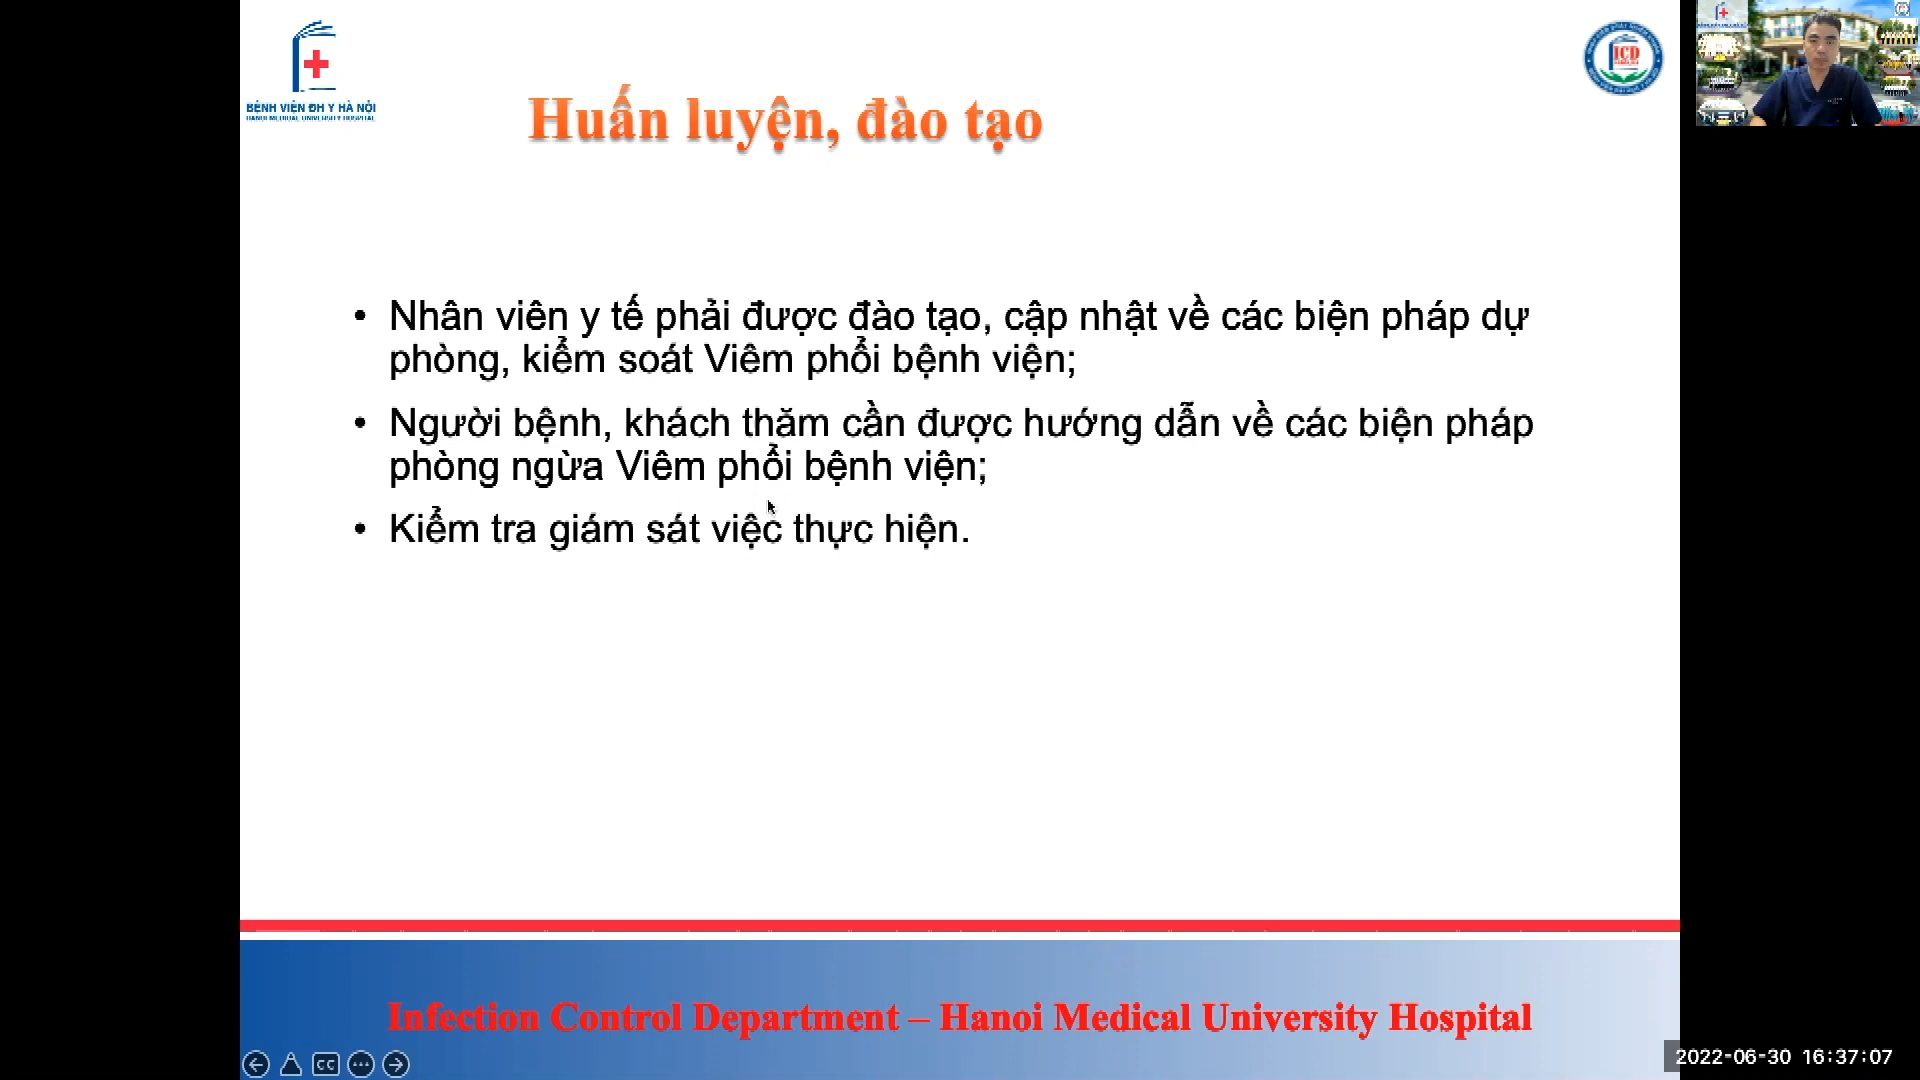 BỆNH VIỆN ĐH Y HÀ NỘI
HANOI MEDICAL UNIVERSITY HOSPITAL
ICD
Huấn luyện, đào tạo
• Nhân viên y tế phải được đào tạo, cập nhật về các biện pháp dự
phòng, kiểm soát Viêm phổi bệnh viện;
• Người bệnh, khách thăm cần được hướng dẫn về các biện pháp
phòng ngừa Viêm phổi bệnh viện;
• Kiểm tra giám sát việc thực hiện.
Infection Control Department – Hanoi Medical University Hospital
CC
2022-06-30 16:37:07